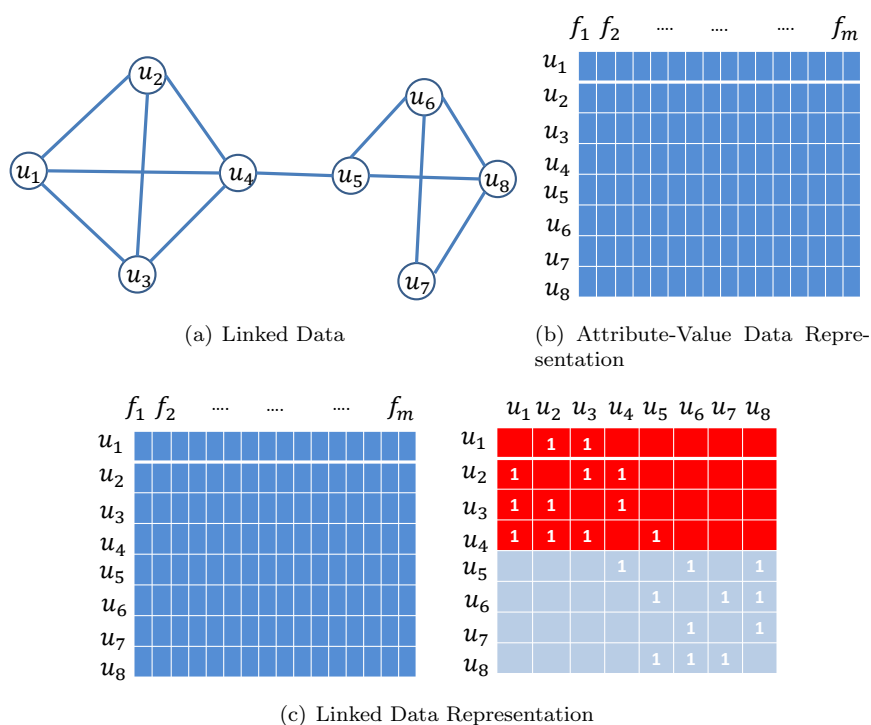 u₂
u₆
u₁
u₄
u₅
u₈
u₃
u₇
(a) Linked Data
f₁ f₂ .... .... .... fₘ
u₁
u₂
u₃
u₄
u₅
u₆
u₇
u₈
(b) Attribute-Value Data Repre-
sentation
f₁ f₂ .... .... .... fₘ
u₁
u₂
u₃
u₄
u₅
u₆
u₇
u₈
u₁ u₂ u₃ u₄ u₅ u₆ u₇ u₈
u₁ 1 1
u₂ 1 1 1
u₃ 1 1 1
u₄ 1 1 1 1
u₅ 1 1 1
u₆ 1 1 1
u₇ 1 1
u₈ 1 1 1
(c) Linked Data Representation